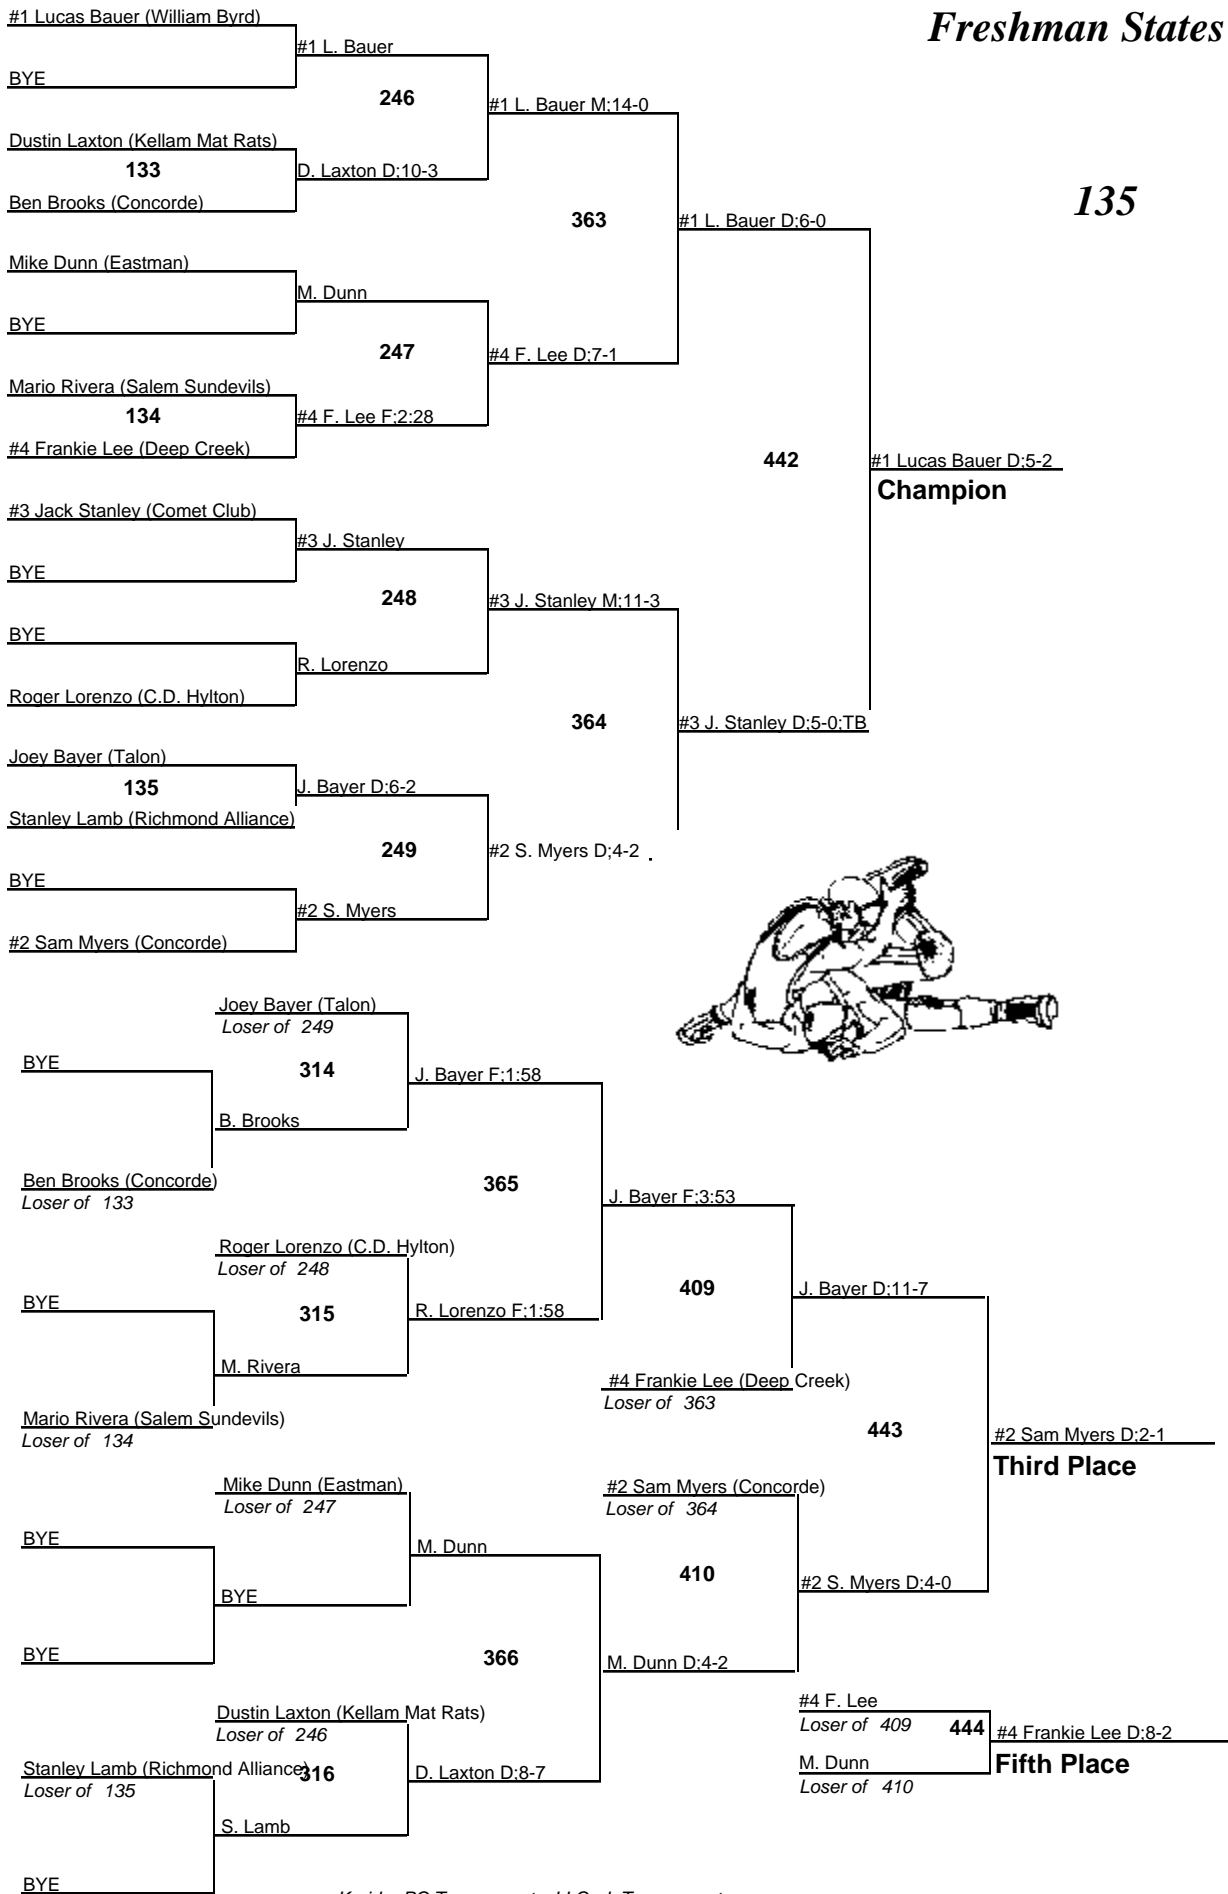 #1 Lucas Bauer (William Byrd)
Freshman States
#1 L. Bauer
BYE
246
#1 L. Bauer M;14-0
Dustin Laxton (Kellam Mat Rats)
133
D. Laxton D;10-3
Ben Brooks (Concorde)
135
363
#1 L. Bauer D;6-0
Mike Dunn (Eastman)
M. Dunn
BYE
247
#4 F. Lee D;7-1
Mario Rivera (Salem Sundevils)
134
#4 F. Lee F;2:28
#4 Frankie Lee (Deep Creek)
442
#1 Lucas Bauer D;5-2
Champion
#3 Jack Stanley (Comet Club)
#3 J. Stanley
BYE
248
#3 J. Stanley M;11-3
BYE
R. Lorenzo
Roger Lorenzo (C.D. Hylton)
364
#3 J. Stanley D;5-0;TB
Joey Bayer (Talon)
135
J. Bayer D;6-2
Stanley Lamb (Richmond Alliance)
249
#2 S. Myers D;4-2
BYE
#2 S. Myers
#2 Sam Myers (Concorde)
Joey Bayer (Talon)
Loser of 249
BYE
314
J. Bayer F;1:58
B. Brooks
Ben Brooks (Concorde)
Loser of 133
365
J. Bayer F;3:53
Roger Lorenzo (C.D. Hylton)
Loser of 248
409
J. Bayer D;11-7
BYE
315
R. Lorenzo F;1:58
M. Rivera
#4 Frankie Lee (Deep Creek)
Loser of 363
Mario Rivera (Salem Sundevils)
Loser of 134
443
#2 Sam Myers D;2-1
Third Place
Mike Dunn (Eastman)
Loser of 247
#2 Sam Myers (Concorde)
Loser of 364
BYE
M. Dunn
410
#2 S. Myers D;4-0
BYE
BYE
366
M. Dunn D;4-2
#4 F. Lee
Loser of 409
444
#4 Frankie Lee D;8-2
Fifth Place
M. Dunn
Loser of 410
Dustin Laxton (Kellam Mat Rats)
Loser of 246
Stanley Lamb (Richmond Alliance)
Loser of 135
316
D. Laxton D;8-7
S. Lamb
BYE